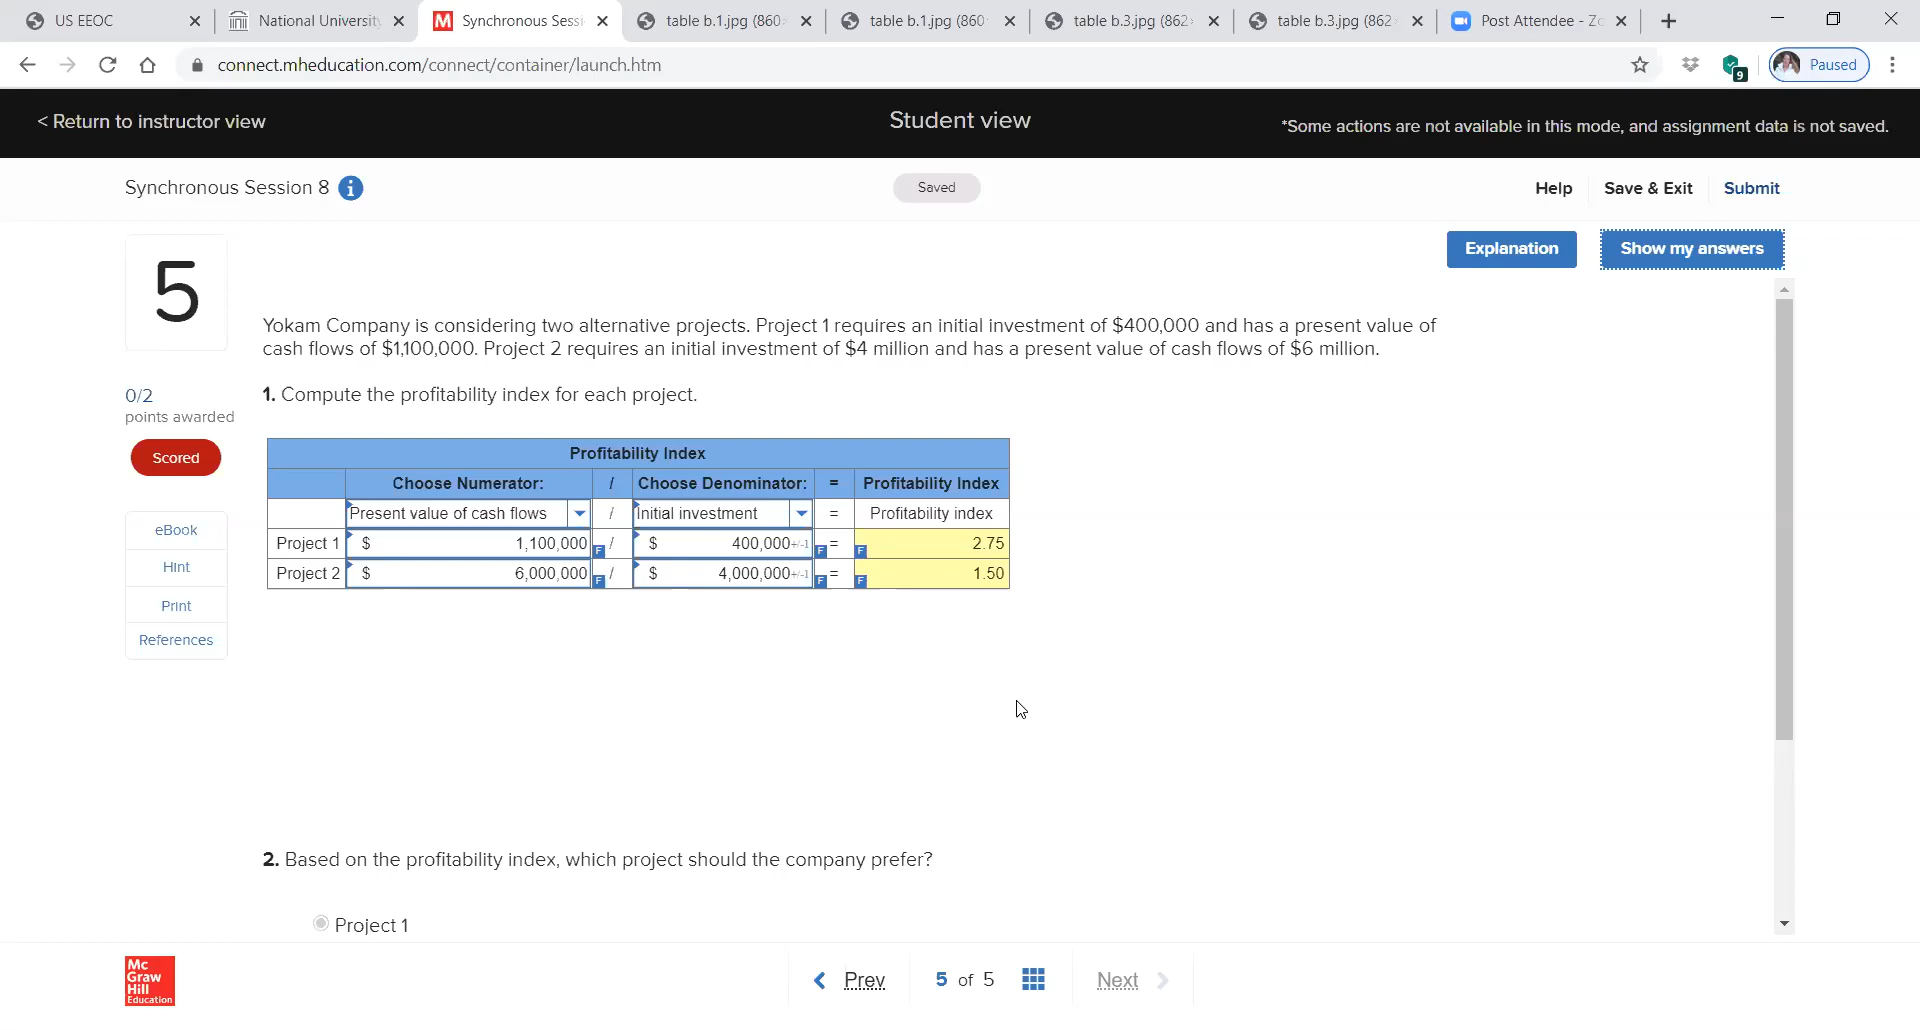 US EEOC
National University
Synchronous Sessi
table b.1.jpg (860×
table b.1.jpg (860×
table b.3.jpg (862×
table b.3.jpg (862×
Post Attendee - Zo
connect.mheducation.com/connect/container/launch.htm
9
Paused
< Return to instructor view
Student view
*Some actions are not available in this mode, and assignment data is not saved.
Synchronous Session 8
i
Saved
Help
Save & Exit
Submit
5
Explanation
Show my answers
Yokam Company is considering two alternative projects. Project 1 requires an initial investment of $400,000 and has a present value of
cash flows of $1,100,000. Project 2 requires an initial investment of $4 million and has a present value of cash flows of $6 million.
0/2
points awarded
Scored
1. Compute the profitability index for each project.
Profitability Index
Choose Numerator: / Choose Denominator: = Profitability Index
Present value of cash flows / Initial investment = Profitability index
Project 1 $ 1,100,000 F / $ 400,000 +/-1 F = F 2.75
Project 2 $ 6,000,000 F / $ 4,000,000 +/-1 F = F 1.50
eBook
Hint
Print
References
2. Based on the profitability index, which project should the company prefer?
Project 1
Mc
Graw
Hill
Education
Prev
5 of 5
Next